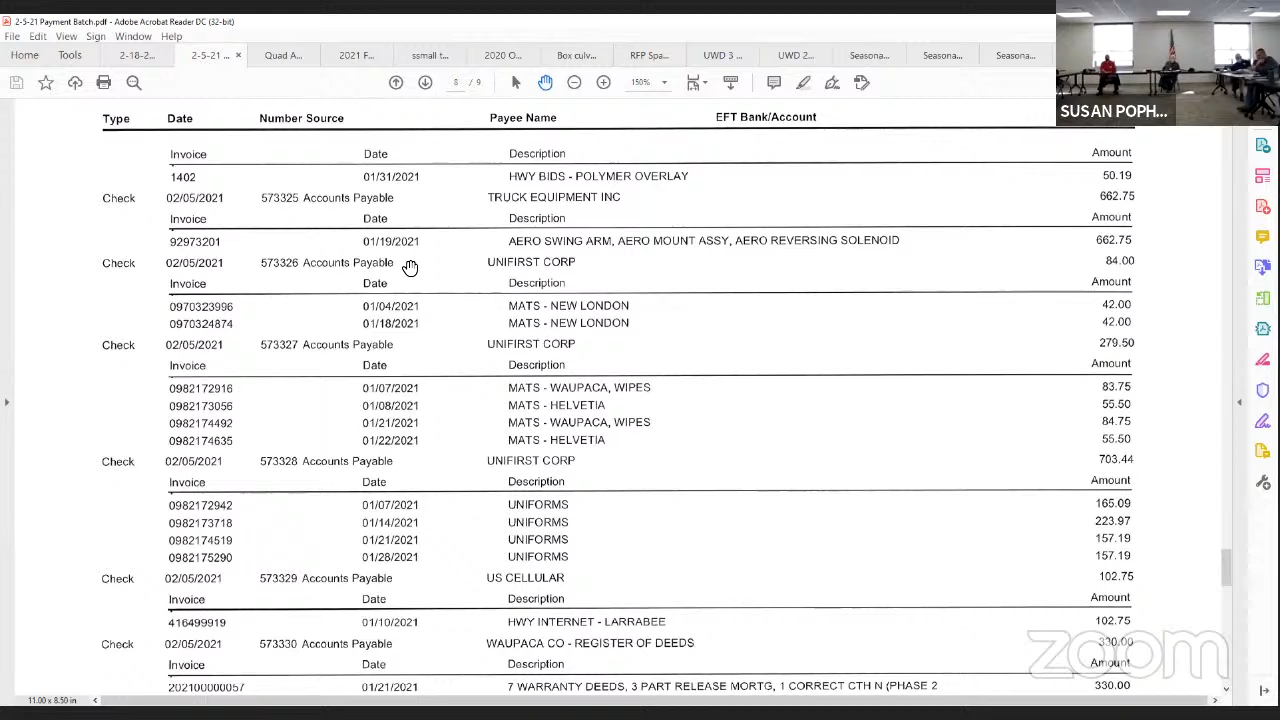 2-5-21 Payment Batch.pdf - Adobe Acrobat Reader DC (32-bit)
File Edit View Sign Window Help
Home Tools 2-18-2... 2-5-21 ... × Quad A... 2021 F... ssmall t... 2020 O... Box culv... RFP Spa... UWD 3 ... UWD 2... Seasona... Seasona... Seasona...
8 / 9 150%
SUSAN POPH...
Type Date Number Source Payee Name EFT Bank/Account
Invoice Date Description Amount
1402 01/31/2021 HWY BIDS - POLYMER OVERLAY 50.19
Check 02/05/2021 573325 Accounts Payable TRUCK EQUIPMENT INC 662.75
Invoice Date Description Amount
92973201 01/19/2021 AERO SWING ARM, AERO MOUNT ASSY, AERO REVERSING SOLENOID 662.75
Check 02/05/2021 573326 Accounts Payable UNIFIRST CORP 84.00
Invoice Date Description Amount
0970323996 01/04/2021 MATS - NEW LONDON 42.00
0970324874 01/18/2021 MATS - NEW LONDON 42.00
Check 02/05/2021 573327 Accounts Payable UNIFIRST CORP 279.50
Invoice Date Description Amount
0982172916 01/07/2021 MATS - WAUPACA, WIPES 83.75
0982173056 01/08/2021 MATS - HELVETIA 55.50
0982174492 01/21/2021 MATS - WAUPACA, WIPES 84.75
0982174635 01/22/2021 MATS - HELVETIA 55.50
Check 02/05/2021 573328 Accounts Payable UNIFIRST CORP 703.44
Invoice Date Description Amount
0982172942 01/07/2021 UNIFORMS 165.09
0982173718 01/14/2021 UNIFORMS 223.97
0982174519 01/21/2021 UNIFORMS 157.19
0982175290 01/28/2021 UNIFORMS 157.19
Check 02/05/2021 573329 Accounts Payable US CELLULAR 102.75
Invoice Date Description Amount
416499919 01/10/2021 HWY INTERNET - LARRABEE 102.75
Check 02/05/2021 573330 Accounts Payable WAUPACA CO - REGISTER OF DEEDS 330.00
Invoice Date Description Amount
202100000057 01/21/2021 7 WARRANTY DEEDS, 3 PART RELEASE MORTG, 1 CORRECT CTH N (PHASE 2 330.00
zoom
11.00 x 8.50 in